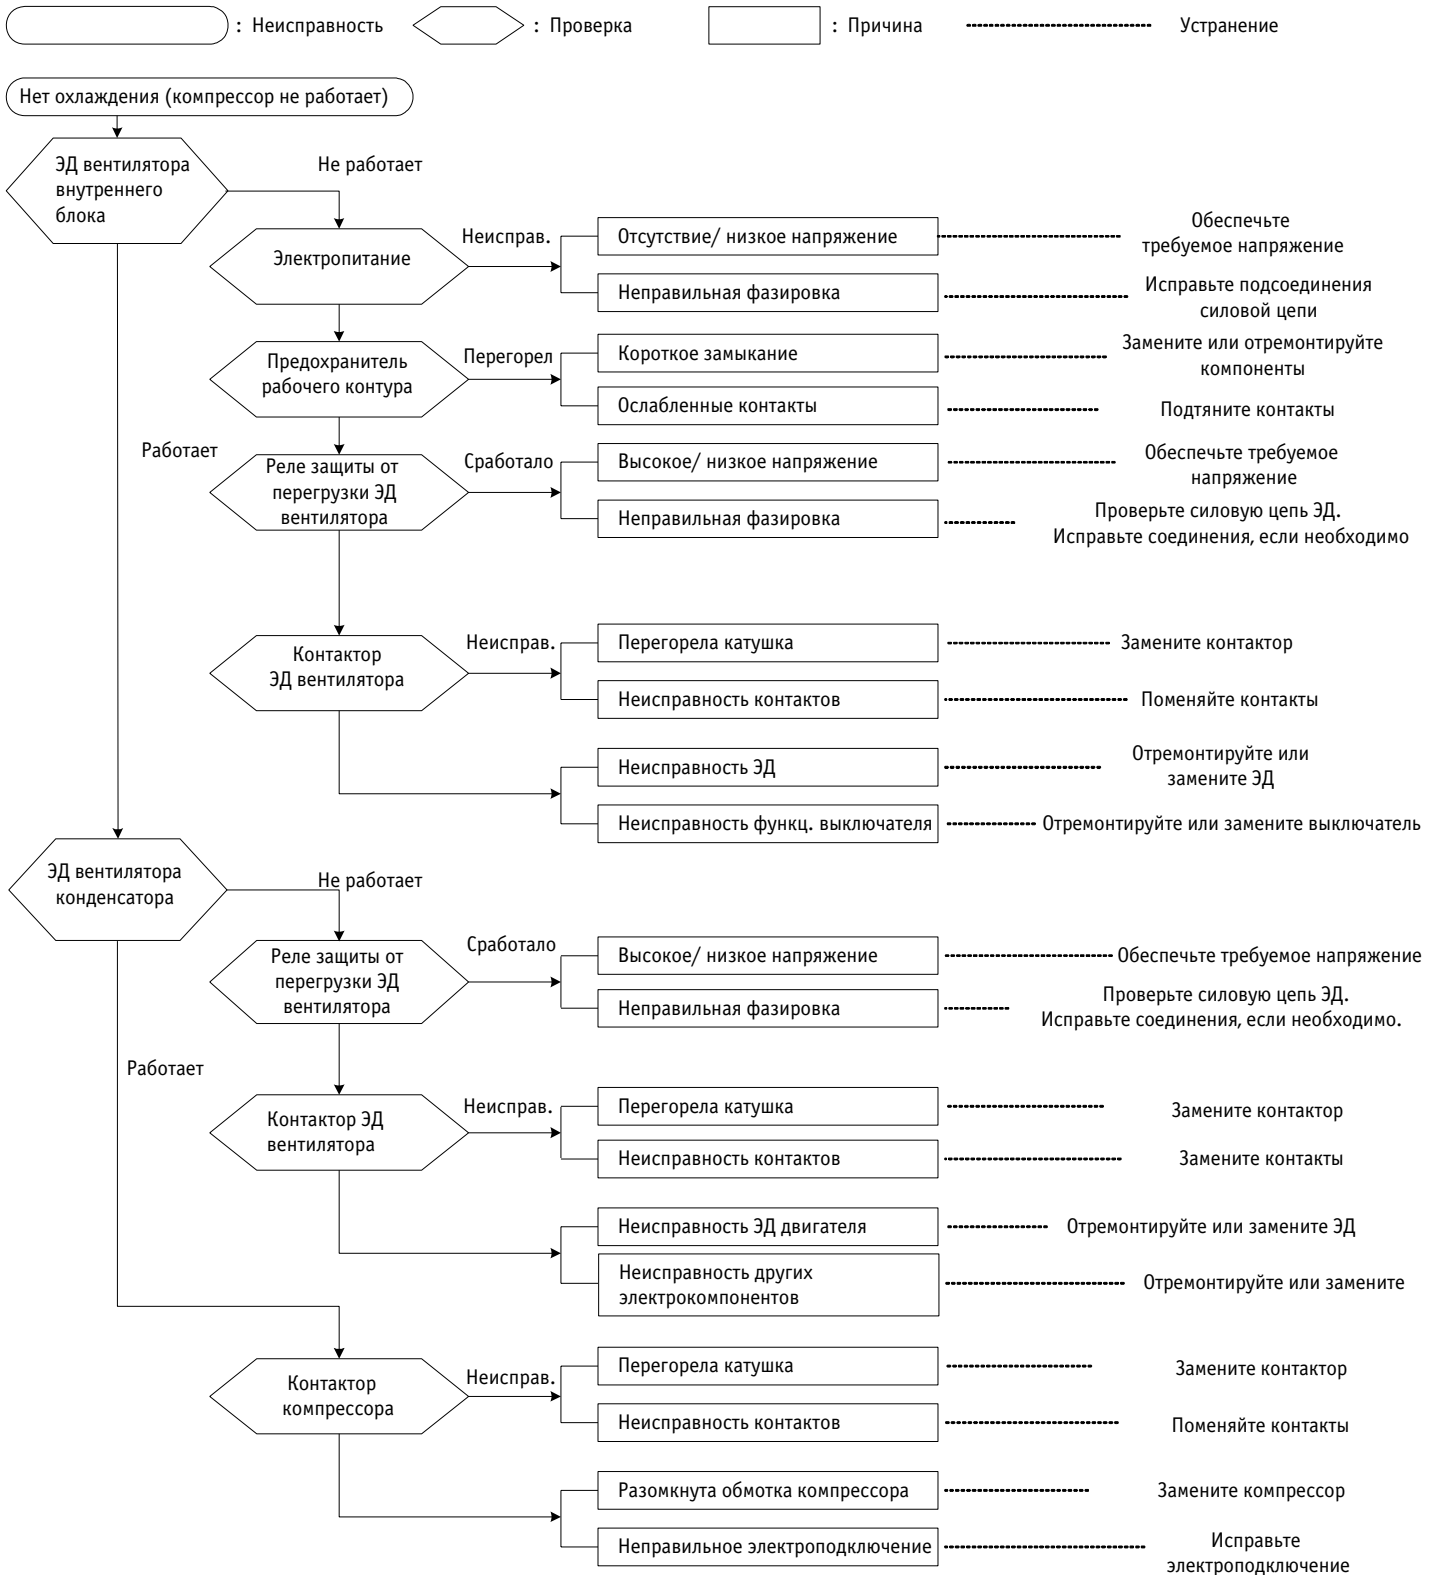 : Неисправность
: Проверка
: Причина
Устранение
Нет охлаждения (компрессор не работает)
ЭД вентилятора
внутреннего
блока
Не работает
Электропитание
Неисправ.
Отсутствие/ низкое напряжение
Обеспечьте
требуемое напряжение
Неправильная фазировка
Исправьте подсоединения
силовой цепи
Предохранитель
рабочего контура
Перегорел
Короткое замыкание
Замените или отремонтируйте
компоненты
Ослабленные контакты
Подтяните контакты
Работает
Реле защиты от
перегрузки ЭД
вентилятора
Сработало
Высокое/ низкое напряжение
Обеспечьте требуемое
напряжение
Неправильная фазировка
Проверьте силовую цепь ЭД.
Исправьте соединения, если необходимо
Контактор
ЭД вентилятора
Неисправ.
Перегорела катушка
Замените контактор
Неисправность контактов
Поменяйте контакты
Неисправность ЭД
Отремонтируйте или
замените ЭД
Неисправность функц. выключателя
Отремонтируйте или замените выключатель
ЭД вентилятора
конденсатора
Не работает
Реле защиты от
перегрузки ЭД
вентилятора
Сработало
Высокое/ низкое напряжение
Обеспечьте требуемое напряжение
Неправильная фазировка
Проверьте силовую цепь ЭД.
Исправьте соединения, если необходимо.
Работает
Контактор ЭД
вентилятора
Неисправ.
Перегорела катушка
Замените контактор
Неисправность контактов
Замените контакты
Неисправность ЭД двигателя
Отремонтируйте или замените ЭД
Неисправность других
электрокомпонентов
Отремонтируйте или замените
Контактор
компрессора
Неисправ.
Перегорела катушка
Замените контактор
Неисправность контактов
Поменяйте контакты
Разомкнута обмотка компрессора
Замените компрессор
Неправильное электроподключение
Исправьте
электроподключение